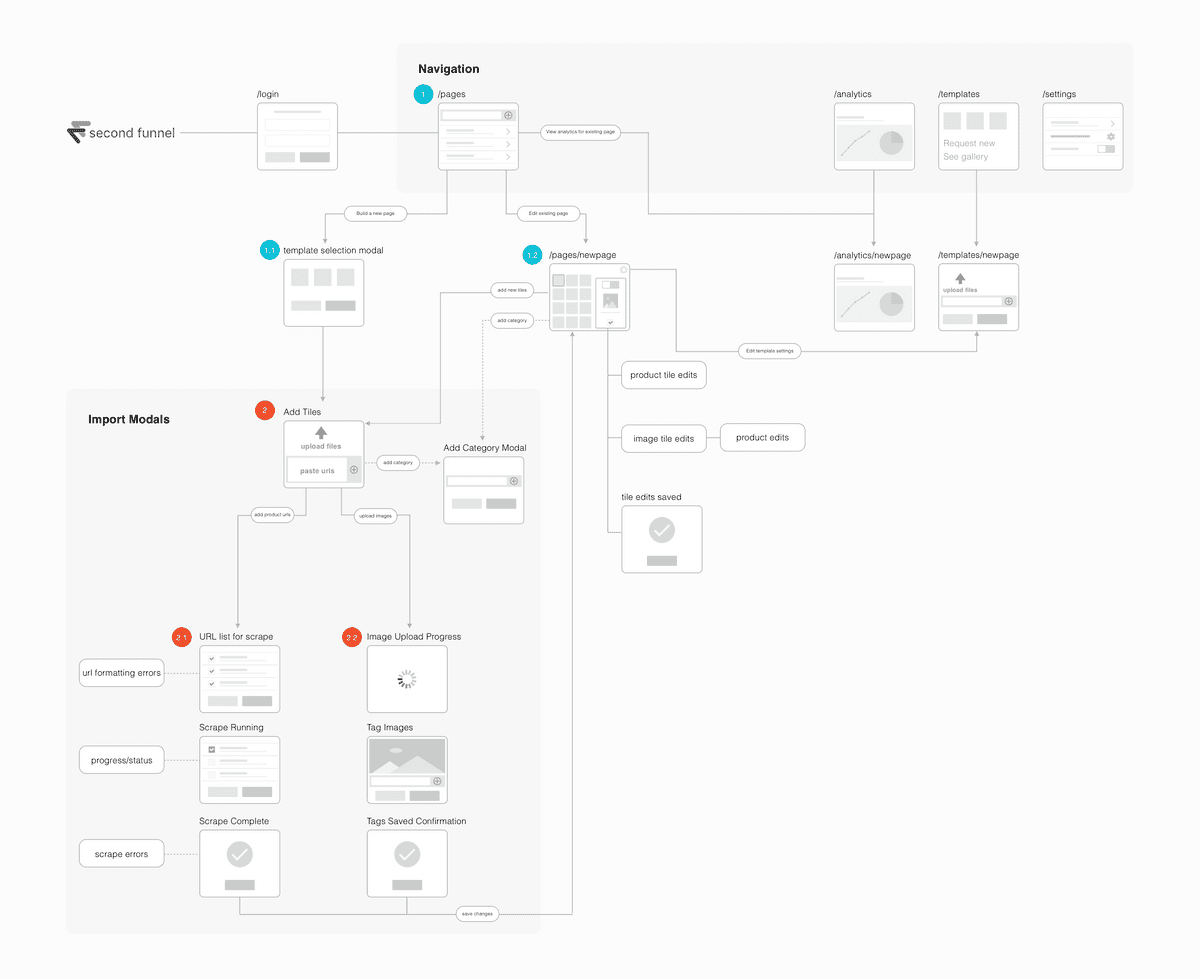 Navigation
/login
1
/pages
/analytics
/templates
/settings
second funnel
View analytics for existing page
Request new
See gallery
Build a new page
Edit existing page
1.1
template selection modal
1.2
/pages/newpage
/analytics/newpage
/templates/newpage
upload files
add new tiles
add category
Edit template settings
product tile edits
Import Modals
2
Add Tiles
upload files
paste urls
add category
Add Category Modal
image tile edits
product edits
tile edits saved
add product urls
upload images
2.1
URL list for scrape
2.2
Image Upload Progress
url formatting errors
Scrape Running
Tag Images
progress/status
Scrape Complete
Tags Saved Confirmation
scrape errors
save changes